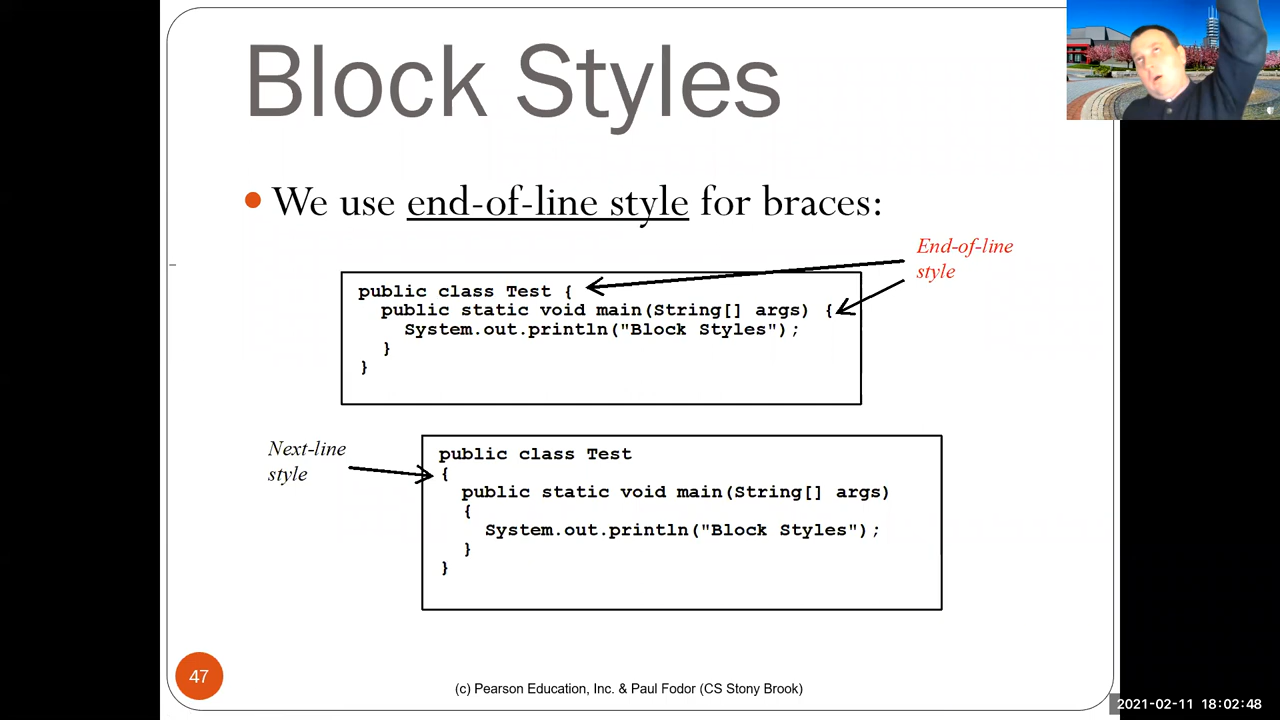 Block Styles
We use end-of-line style for braces:
End-of-line
style
public class Test {
public static void main(String[] args) {
System.out.println("Block Styles");
}
}
Next-line
style
public class Test
{
public static void main(String[] args)
{
System.out.println("Block Styles");
}
}
47
(c) Pearson Education, Inc. & Paul Fodor (CS Stony Brook)
2021-02-11 18:02:48